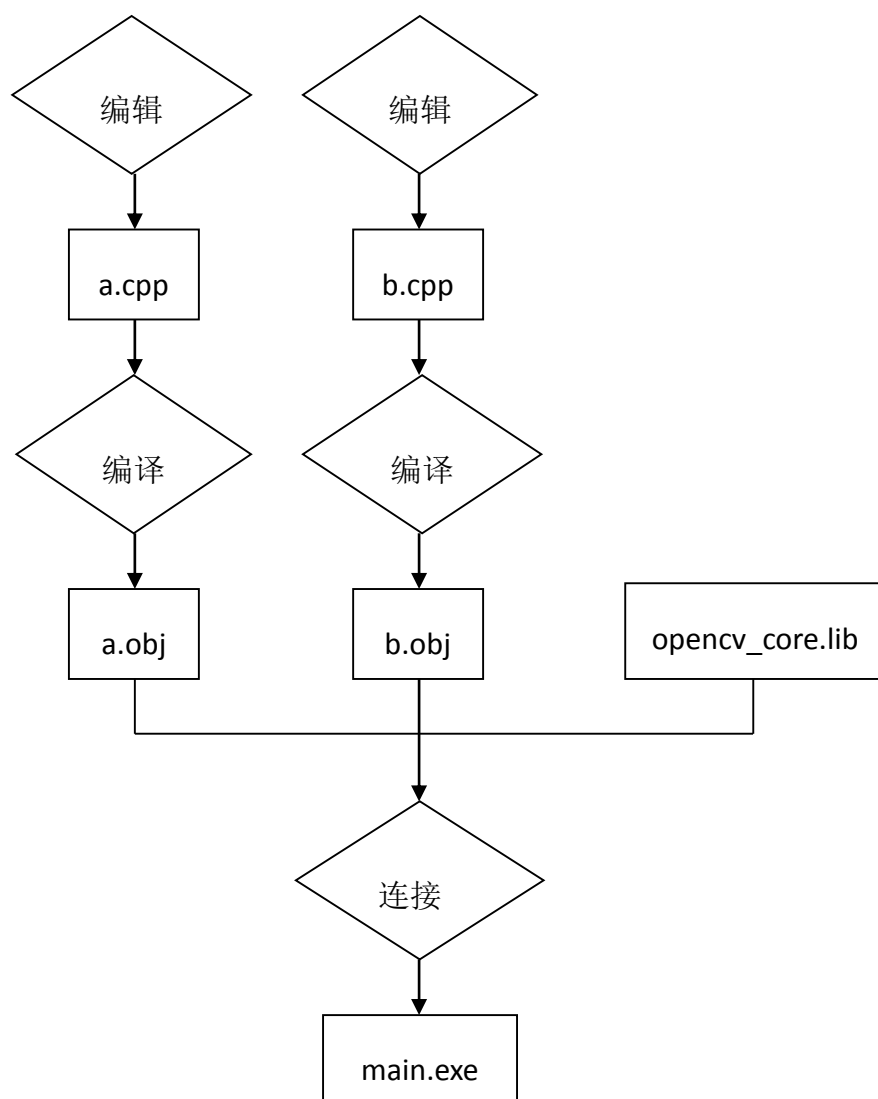 编辑
编辑
a.cpp
b.cpp
编译
编译
a.obj
b.obj
opencv_core.lib
连接
main.exe